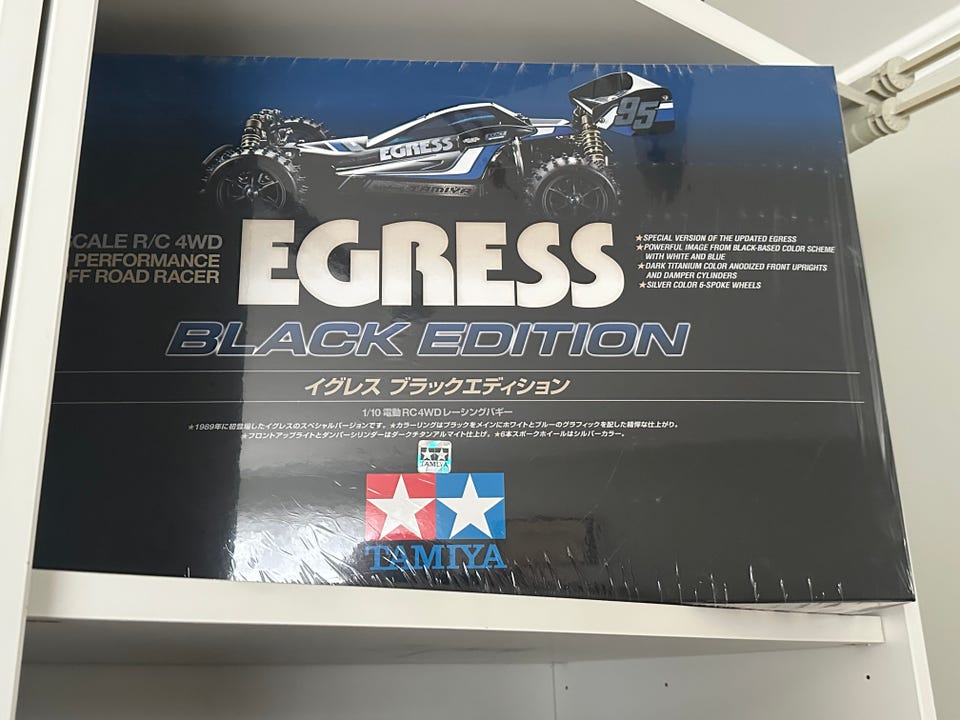 95
EGRESS
TAMIYA
CALE R/C 4WD
PERFORMANCE
FF ROAD RACER
EGRESS
★SPECIAL VERSION OF THE UPDATED EGRESS
★POWERFUL IMAGE FROM BLACK-BASED COLOR SCHEME
WITH WHITE AND BLUE
★DARK TITANIUM COLOR ANODIZED FRONT UPRIGHTS
AND DAMPER CYLINDERS
★SILVER COLOR 6-SPOKE WHEELS
BLACK EDITION
イグレス ブラックエディション
1/10 電動RC4WDレーシングバギー
★1989年に初登場したイグレスのスペシャルバージョンです。★カラーリングはブラックをメインにホワイトとブルーのグラフィックを配した精悍な仕上がり。
★フロントアップライトとダンパーシリンダーはダークチタンアルマイト仕上げ。★6本スポークホイールはシルバーカラー。
TAMIYA
TAMIYA